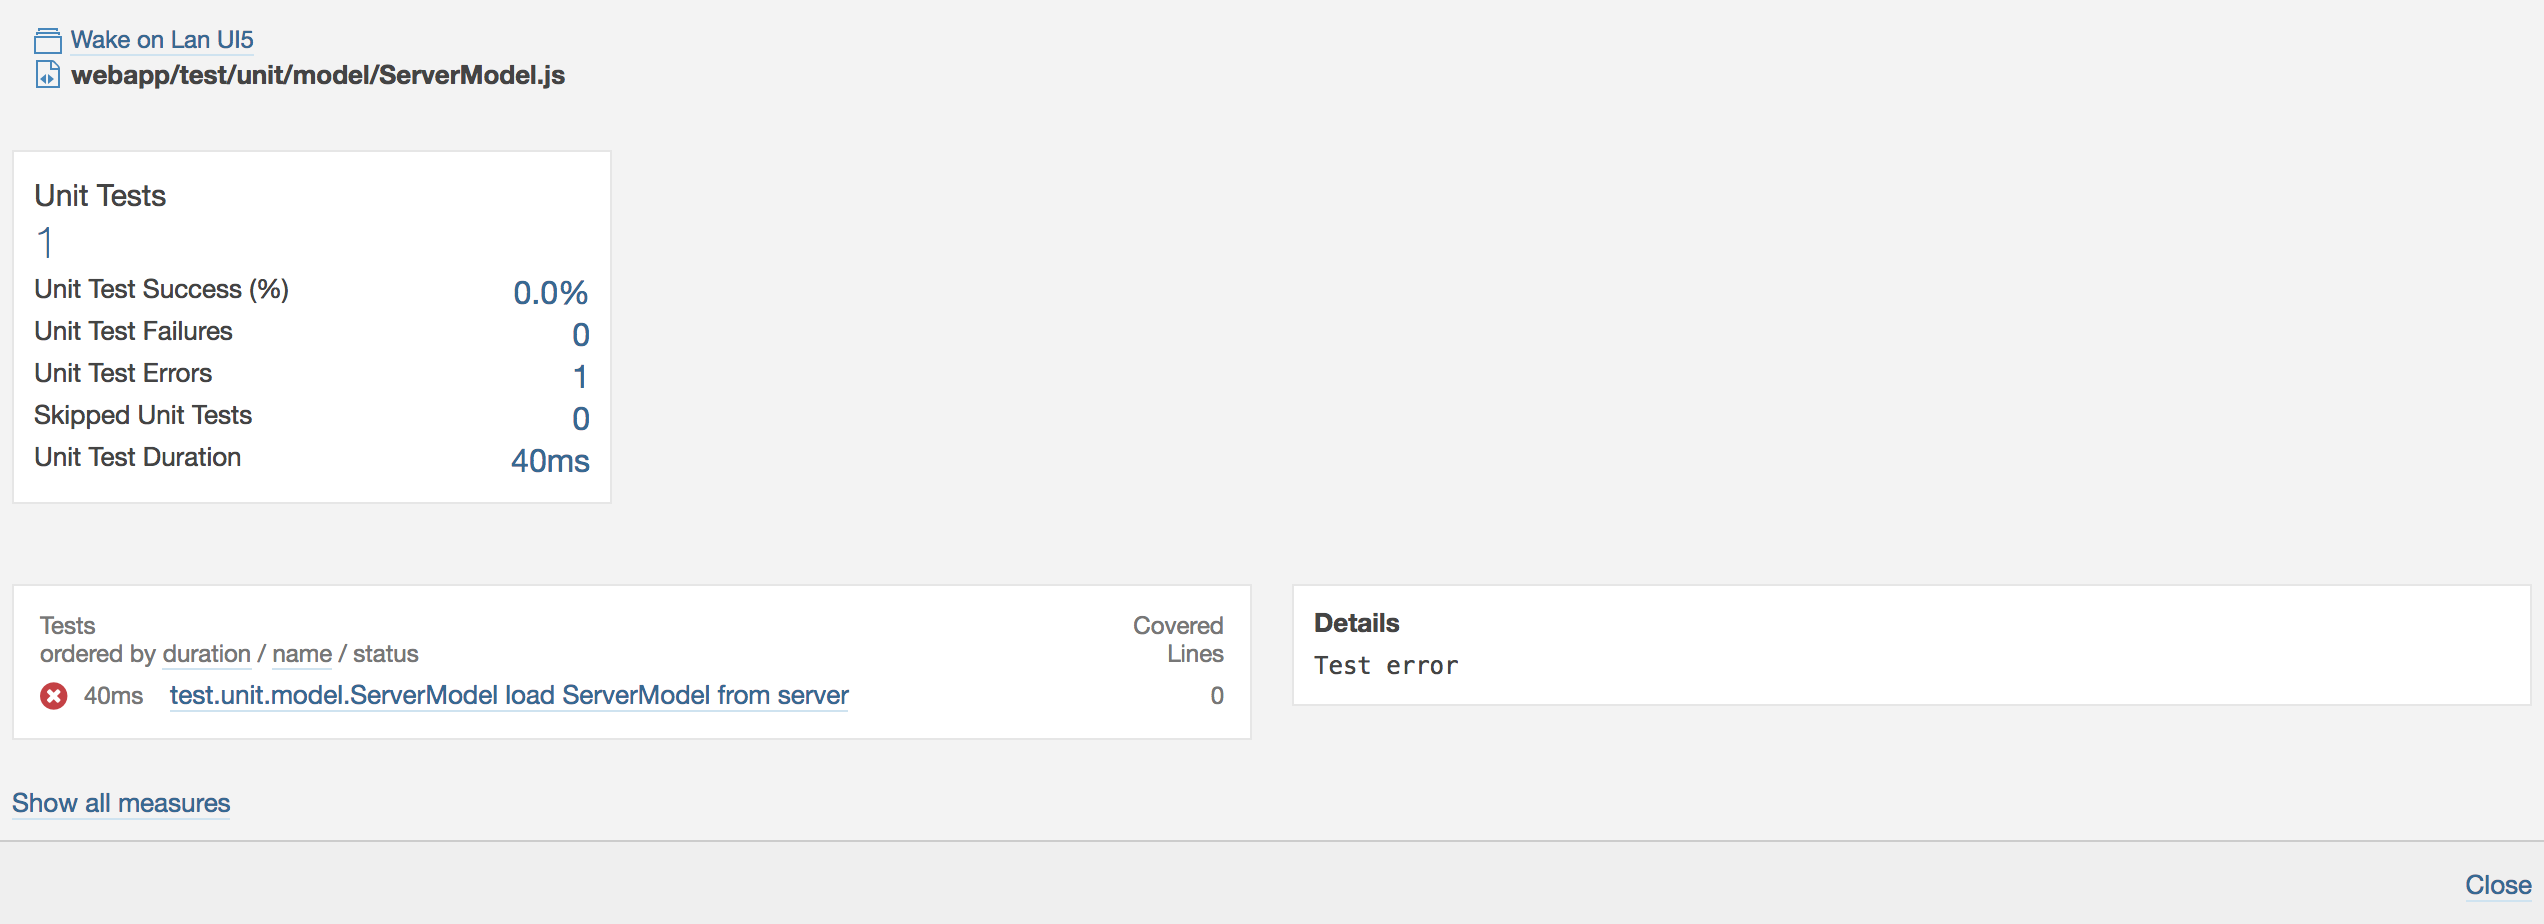 Wake on Lan UI5
webapp/test/unit/model/ServerModel.js
Unit Tests
1
Unit Test Success (%) 0.0%
Unit Test Failures 0
Unit Test Errors 1
Skipped Unit Tests 0
Unit Test Duration 40ms
Tests Covered
ordered by duration / name / status Lines
40ms test.unit.model.ServerModel load ServerModel from server 0
Details
Test error
Show all measures
Close